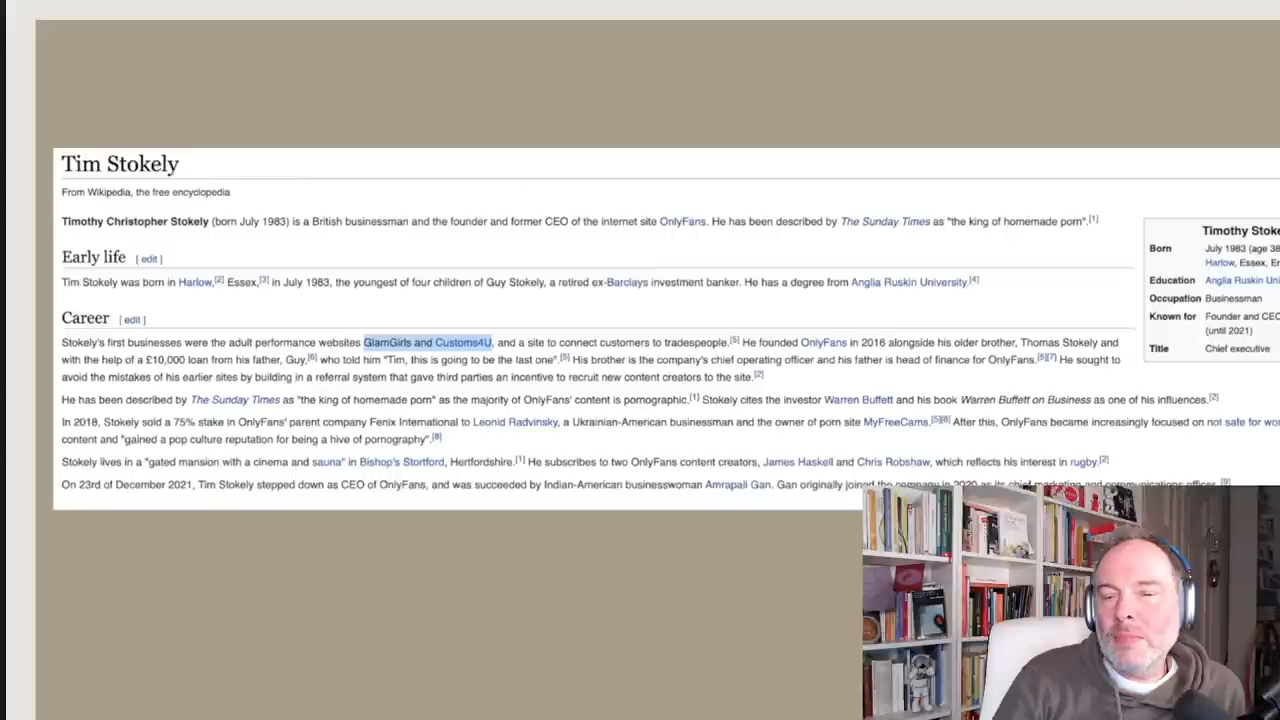 Tim Stokely
From Wikipedia, the free encyclopedia
Timothy Christopher Stokely (born July 1983) is a British businessman and the founder and former CEO of the internet site OnlyFans. He has been described by The Sunday Times as "the king of homemade porn".[1]
Early life [ edit ]
Tim Stokely was born in Harlow,[2] Essex,[3] in July 1983, the youngest of four children of Guy Stokely, a retired ex-Barclays investment banker. He has a degree from Anglia Ruskin University.[4]
Career [ edit ]
Stokely's first businesses were the adult performance websites GlamGirls and Customs4U, and a site to connect customers to tradespeople.[5] He founded OnlyFans in 2016 alongside his older brother, Thomas Stokely and
with the help of a £10,000 loan from his father, Guy,[6] who told him "Tim, this is going to be the last one".[5] His brother is the company's chief operating officer and his father is head of finance for OnlyFans.[5][7] He sought to
avoid the mistakes of his earlier sites by building in a referral system that gave third parties an incentive to recruit new content creators to the site.[2]
He has been described by The Sunday Times as "the king of homemade porn" as the majority of OnlyFans' content is pornographic.[1] Stokely cites the investor Warren Buffett and his book Warren Buffett on Business as one of his influences.[2]
In 2018, Stokely sold a 75% stake in OnlyFans' parent company Fenix International to Leonid Radvinsky, a Ukrainian-American businessman and the owner of porn site MyFreeCams.[5][8] After this, OnlyFans became increasingly focused on not safe for wor
content and "gained a pop culture reputation for being a hive of pornography".[8]
Stokely lives in a "gated mansion with a cinema and sauna" in Bishop's Stortford, Hertfordshire.[1] He subscribes to two OnlyFans content creators, James Haskell and Chris Robshaw, which reflects his interest in rugby.[2]
On 23rd of December 2021, Tim Stokely stepped down as CEO of OnlyFans, and was succeeded by Indian-American businesswoman Amrapali Gan. Gan originally joined the company in 2020 as its chief marketing and communications officer.[9]
Timothy Stoke
Born July 1983 (age 38
Harlow, Essex, En
Education Anglia Ruskin Uni
Occupation Businessman
Known for Founder and CEO
(until 2021)
Title Chief executive